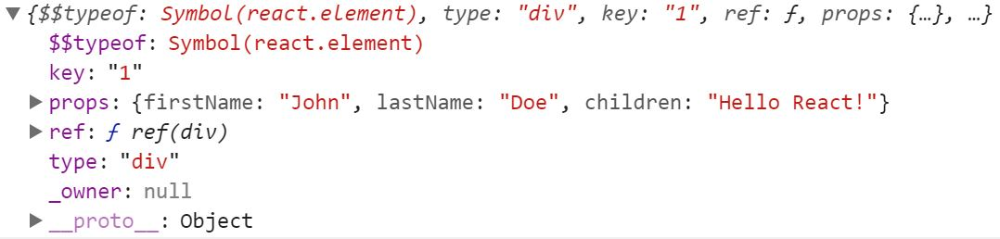 ▼ {$$typeof: Symbol(react.element), type: "div", key: "1", ref: ƒ, props: {…}, …}
$$typeof: Symbol(react.element)
key: "1"
▶ props: {firstName: "John", lastName: "Doe", children: "Hello React!"}
▶ ref: ƒ ref(div)
type: "div"
_owner: null
▶ __proto__: Object